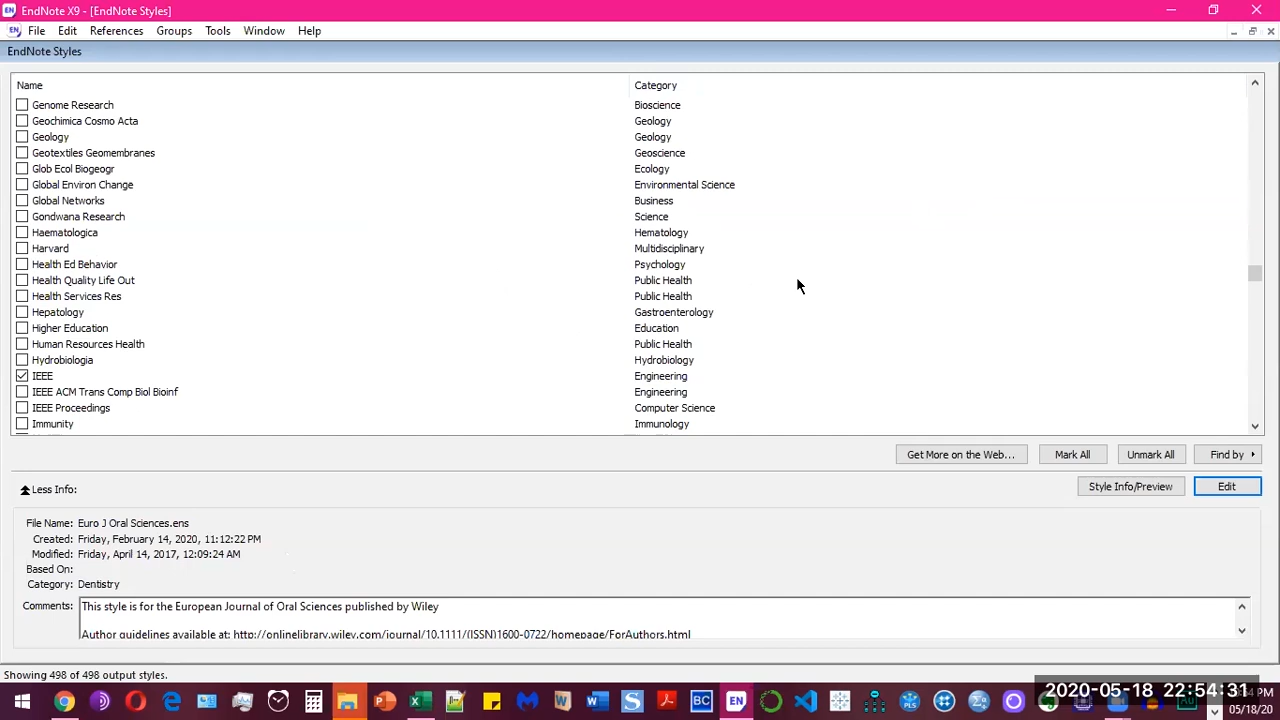 EndNote X9 - [EndNote Styles]
File Edit References Groups Tools Window Help
EndNote Styles
Name Category
Genome Research Bioscience
Geochimica Cosmo Acta Geology
Geology Geology
Geotextiles Geomembranes Geoscience
Glob Ecol Biogeogr Ecology
Global Environ Change Environmental Science
Global Networks Business
Gondwana Research Science
Haematologica Hematology
Harvard Multidisciplinary
Health Ed Behavior Psychology
Health Quality Life Out Public Health
Health Services Res Public Health
Hepatology Gastroenterology
Higher Education Education
Human Resources Health Public Health
Hydrobiologia Hydrobiology
IEEE Engineering
IEEE ACM Trans Comp Biol Bioinf Engineering
IEEE Proceedings Computer Science
Immunity Immunology
Get More on the Web... Mark All Unmark All Find by
Less Info: Style Info/Preview Edit
File Name: Euro J Oral Sciences.ens
Created: Friday, February 14, 2020, 11:12:22 PM
Modified: Friday, April 14, 2017, 12:09:24 AM
Based On:
Category: Dentistry
Comments: This style is for the European Journal of Oral Sciences published by Wiley
Author guidelines available at: http://onlinelibrary.wiley.com/journal/10.1111/(ISSN)1600-0722/homepage/ForAuthors.html
Showing 498 of 498 output styles.
2020-05-18 22:54:31
PM
05/18/20